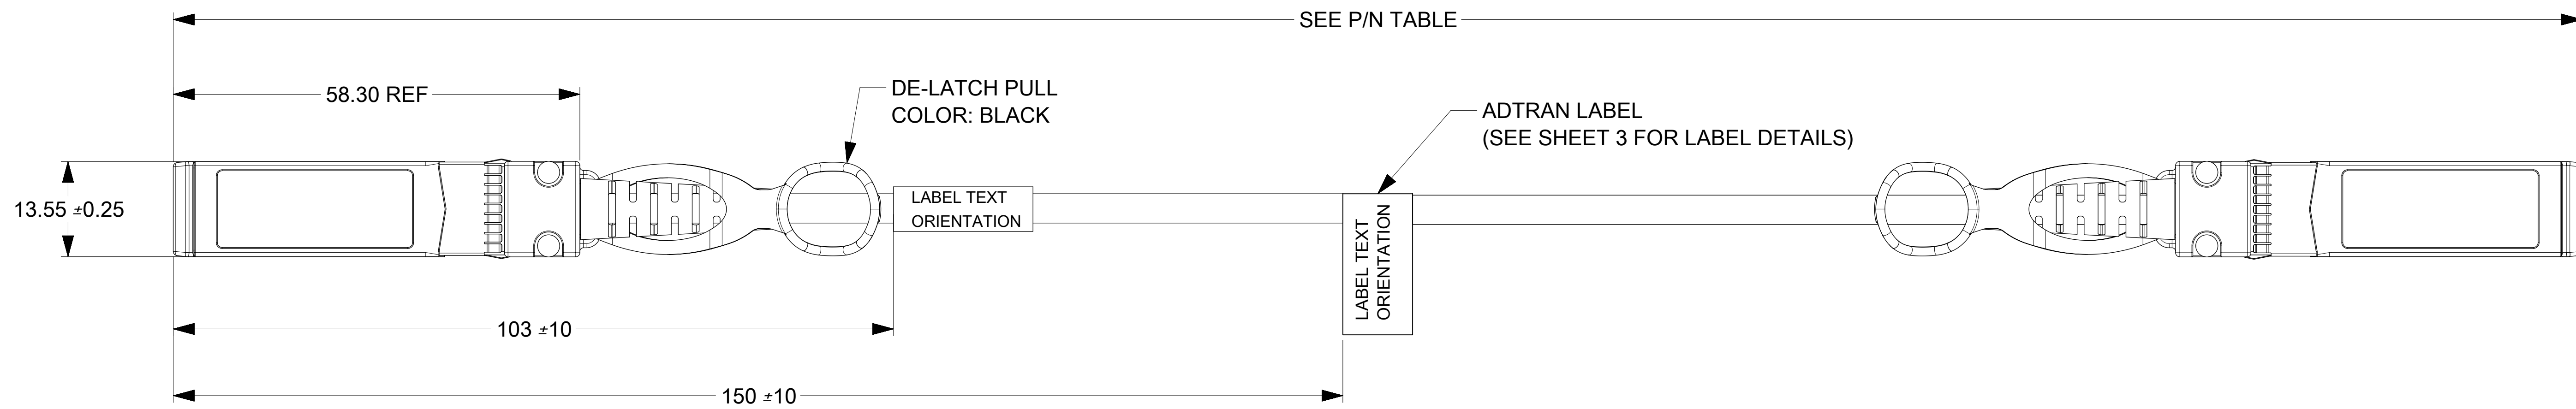 SEE P/N TABLE
58.30 REF
DE-LATCH PULL
COLOR: BLACK
ADTRAN LABEL
(SEE SHEET 3 FOR LABEL DETAILS)
13.55 ±0.25
LABEL TEXT
ORIENTATION
LABEL TEXT
ORIENTATION
103 ±10
150 ±10